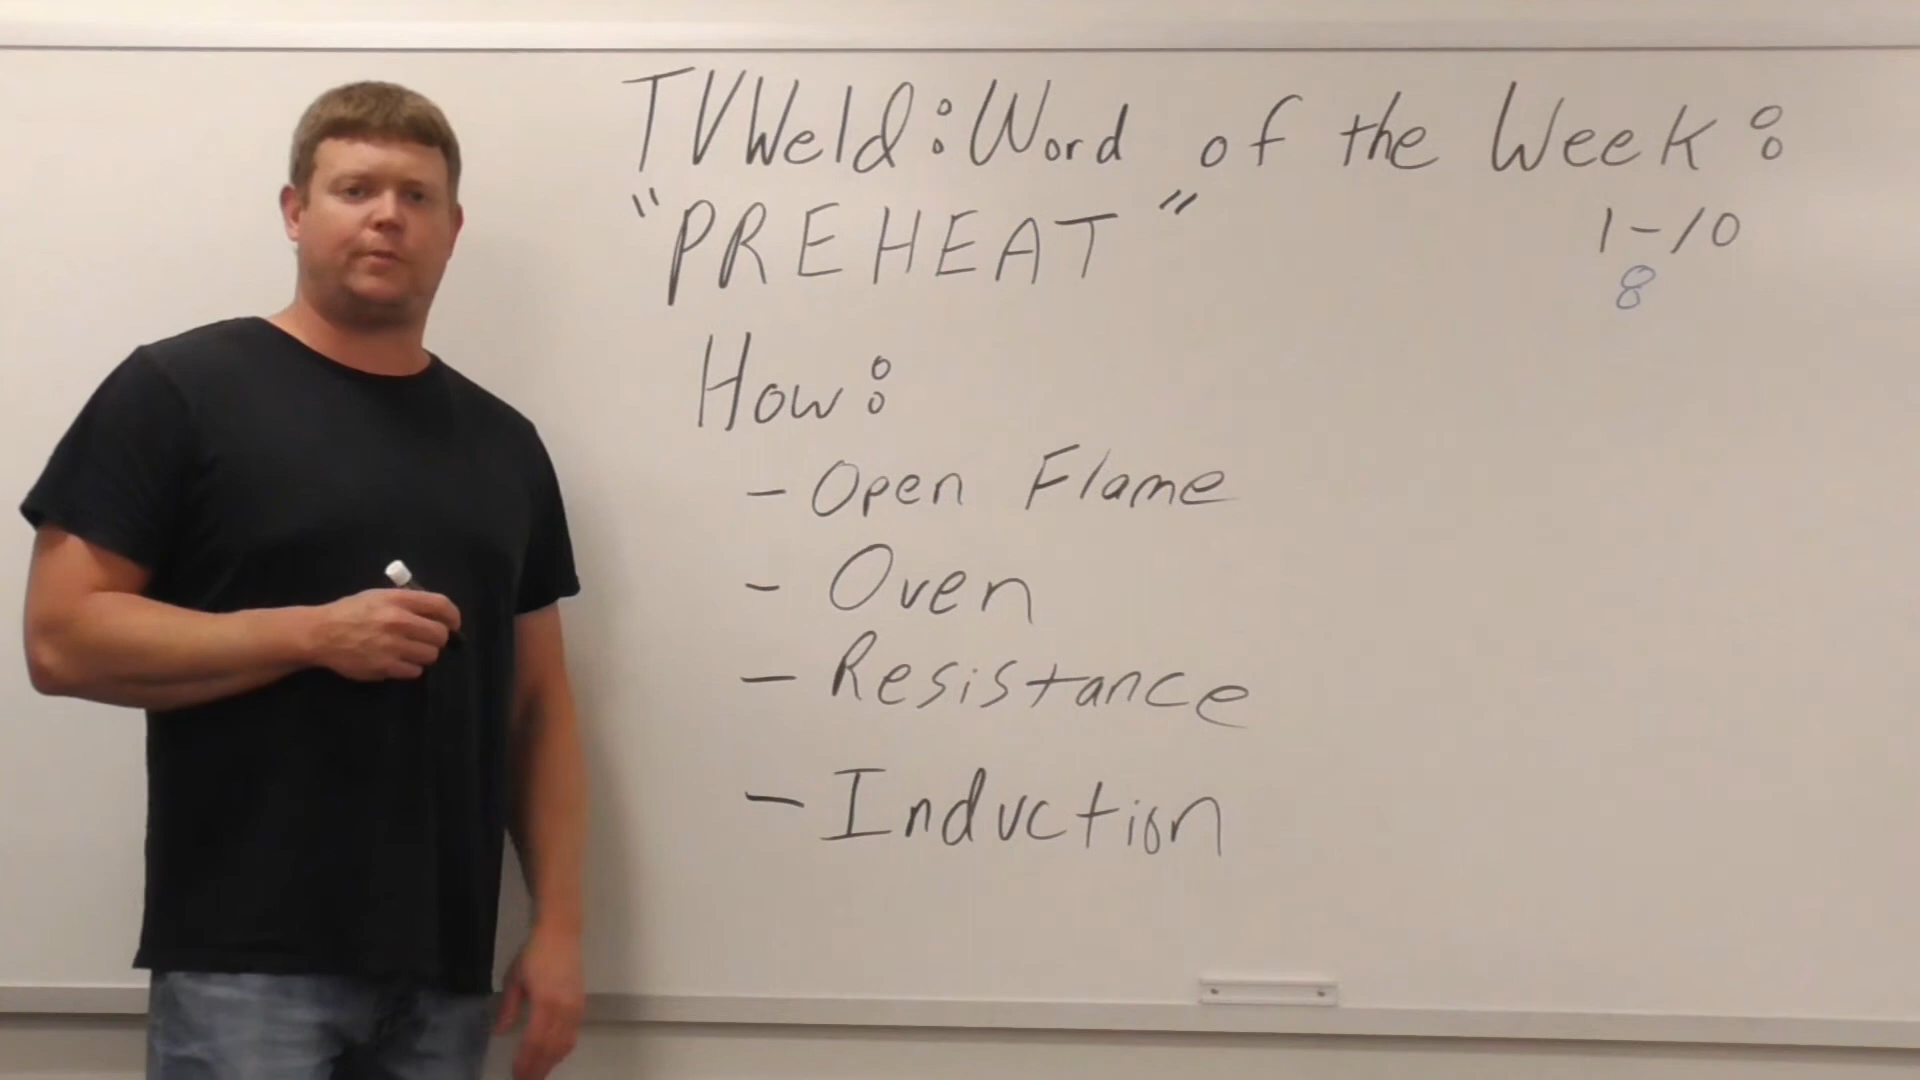 TVWeld: Word of the Week:
"PREHEAT"
1-10
8
How:
- Open Flame
- Oven
- Resistance
- Induction